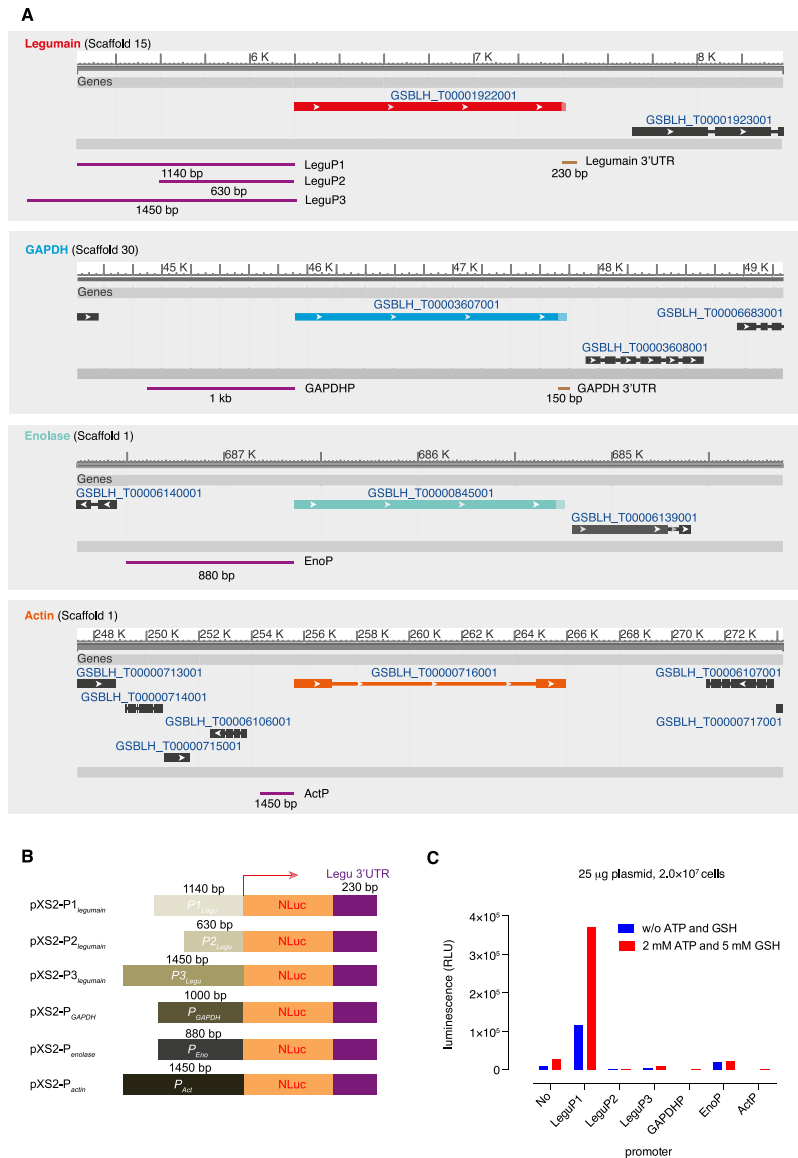 A
Legumain (Scaffold 15)
6 K 7 K 8 K
Genes
GSBLH_T00001922001
GSBLH_T00001923001
LeguP1
1140 bp
LeguP2
630 bp
LeguP3
1450 bp
Legumain 3'UTR
230 bp
GAPDH (Scaffold 30)
45 K 46 K 47 K 48 K 49 K
Genes
GSBLH_T00003607001
GSBLH_T00006683001
GSBLH_T00003608001
GAPDHP
1 kb
GAPDH 3'UTR
150 bp
Enolase (Scaffold 1)
687 K 686 K 685 K
Genes
GSBLH_T00006140001
GSBLH_T00000845001
GSBLH_T00006139001
EnoP
880 bp
Actin (Scaffold 1)
248 K 250 K 252 K 254 K 256 K 258 K 260 K 262 K 264 K 266 K 268 K 270 K 272 K
Genes
GSBLH_T00000713001
GSBLH_T00000716001
GSBLH_T00006107001
GSBLH_T00000714001
GSBLH_T00006106001
GSBLH_T00000717001
GSBLH_T00000715001
ActP
1450 bp
B
Legu 3'UTR
1140 bp
230 bp
pXS2-P1legumain P1Legu NLuc
630 bp
pXS2-P2legumain P2Legu NLuc
1450 bp
pXS2-P3legumain P3Legu NLuc
1000 bp
pXS2-PGAPDH PGAPDH NLuc
880 bp
pXS2-Penolase PEno NLuc
1450 bp
pXS2-Pactin PAct NLuc
C
25 µg plasmid, 2.0×10⁷ cells
w/o ATP and GSH
2 mM ATP and 5 mM GSH
luminescence (RLU)
4×10⁵
3×10⁵
2×10⁵
1×10⁵
0
No
LeguP1
LeguP2
LeguP3
GAPDHP
EnoP
ActP
promoter